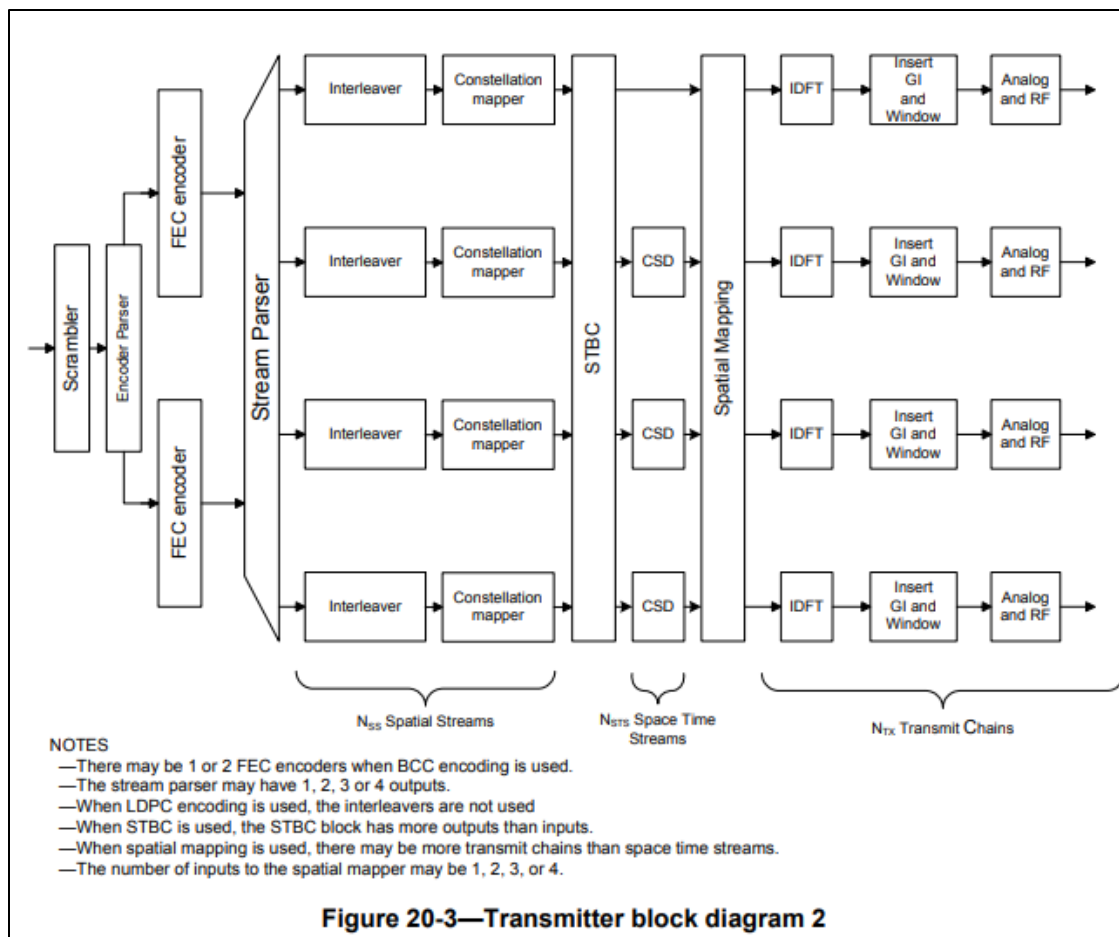 Scrambler
Encoder Parser
FEC encoder
FEC encoder
Stream Parser
Interleaver
Constellation
mapper
Interleaver
Constellation
mapper
Interleaver
Constellation
mapper
Interleaver
Constellation
mapper
STBC
CSD
CSD
CSD
Spatial Mapping
IDFT
Insert
GI
and
Window
Analog
and RF
IDFT
Insert
GI and
Window
Analog
and RF
IDFT
Insert
GI and
Window
Analog
and RF
IDFT
Insert
GI and
Window
Analog
and RF
NSS Spatial Streams
NSTS Space Time
Streams
NTX Transmit Chains
NOTES
—There may be 1 or 2 FEC encoders when BCC encoding is used.
—The stream parser may have 1, 2, 3 or 4 outputs.
—When LDPC encoding is used, the interleavers are not used
—When STBC is used, the STBC block has more outputs than inputs.
—When spatial mapping is used, there may be more transmit chains than space time streams.
—The number of inputs to the spatial mapper may be 1, 2, 3, or 4.
Figure 20-3—Transmitter block diagram 2